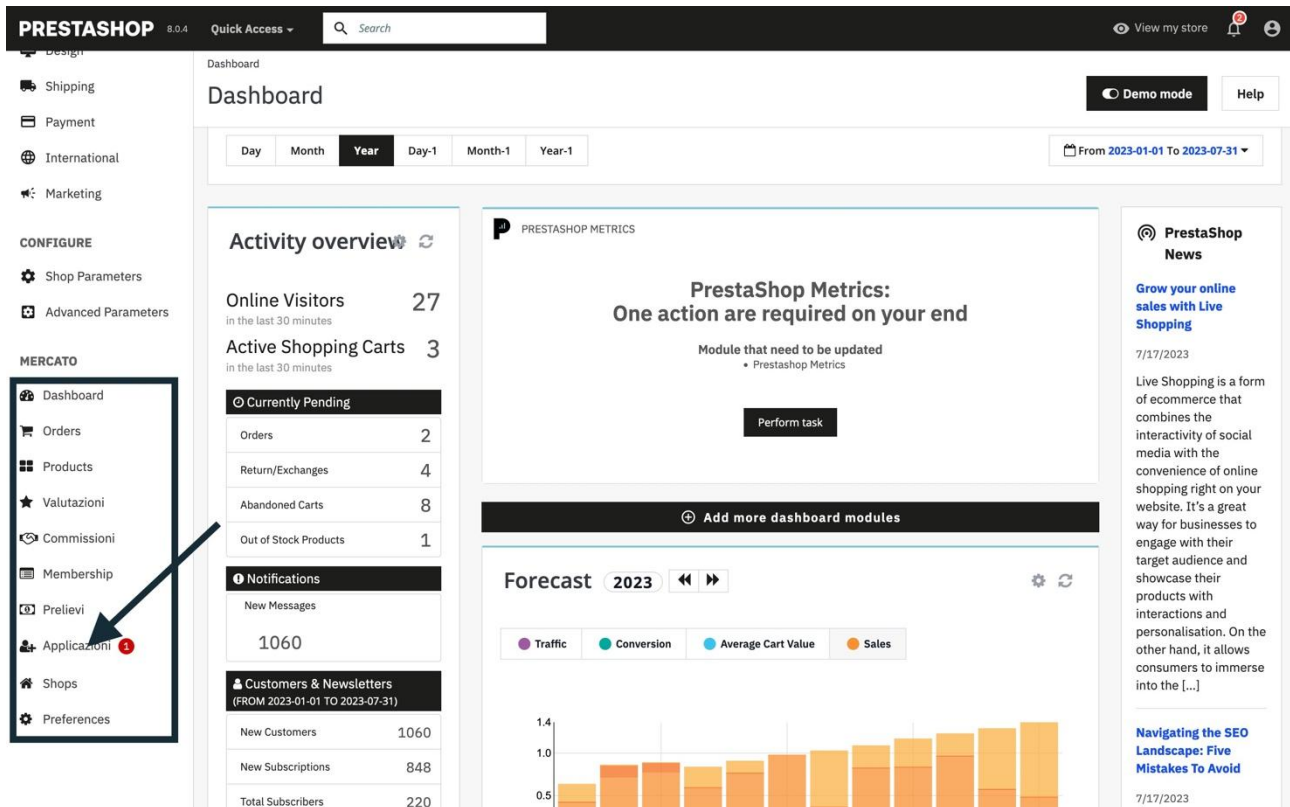 PRESTASHOP 8.0.4 Quick Access Search View my store 2
Design
Shipping
Payment
International
Marketing
CONFIGURE
Shop Parameters
Advanced Parameters
MERCATO
Dashboard
Orders
Products
Valutazioni
Commissioni
Membership
Prelievi
Applicazioni 1
Shops
Preferences
Dashboard
Dashboard
Demo mode Help
Day Month Year Day-1 Month-1 Year-1
From 2023-01-01 To 2023-07-31
Activity overview
Online Visitors 27
in the last 30 minutes
Active Shopping Carts 3
in the last 30 minutes
Currently Pending
Orders 2
Return/Exchanges 4
Abandoned Carts 8
Out of Stock Products 1
Notifications
New Messages
1060
Customers & Newsletters
(FROM 2023-01-01 TO 2023-07-31)
New Customers 1060
New Subscriptions 848
Total Subscribers 220
PRESTASHOP METRICS
PrestaShop Metrics:
One action are required on your end
Module that need to be updated
• Prestashop Metrics
Perform task
Add more dashboard modules
Forecast 2023
Traffic Conversion Average Cart Value Sales
1.4
1.0
0.5
PrestaShop
News
Grow your online
sales with Live
Shopping
7/17/2023
Live Shopping is a form
of ecommerce that
combines the
interactivity of social
media with the
convenience of online
shopping right on your
website. It's a great
way for businesses to
engage with their
target audience and
showcase their
products with
interactions and
personalisation. On the
other hand, it allows
consumers to immerse
into the [...]
Navigating the SEO
Landscape: Five
Mistakes To Avoid
7/17/2023